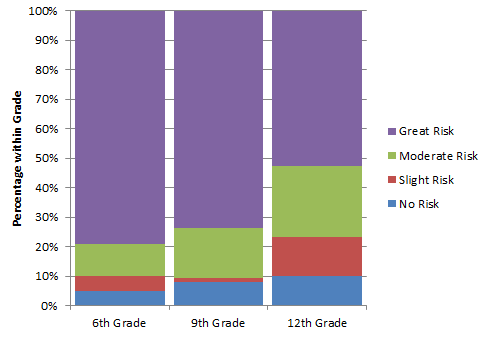 100%
90%
80%
70%
60%
50%
40%
30%
20%
10%
0%
Percentage within Grade
6th Grade
9th Grade
12th Grade
Great Risk
Moderate Risk
Slight Risk
No Risk